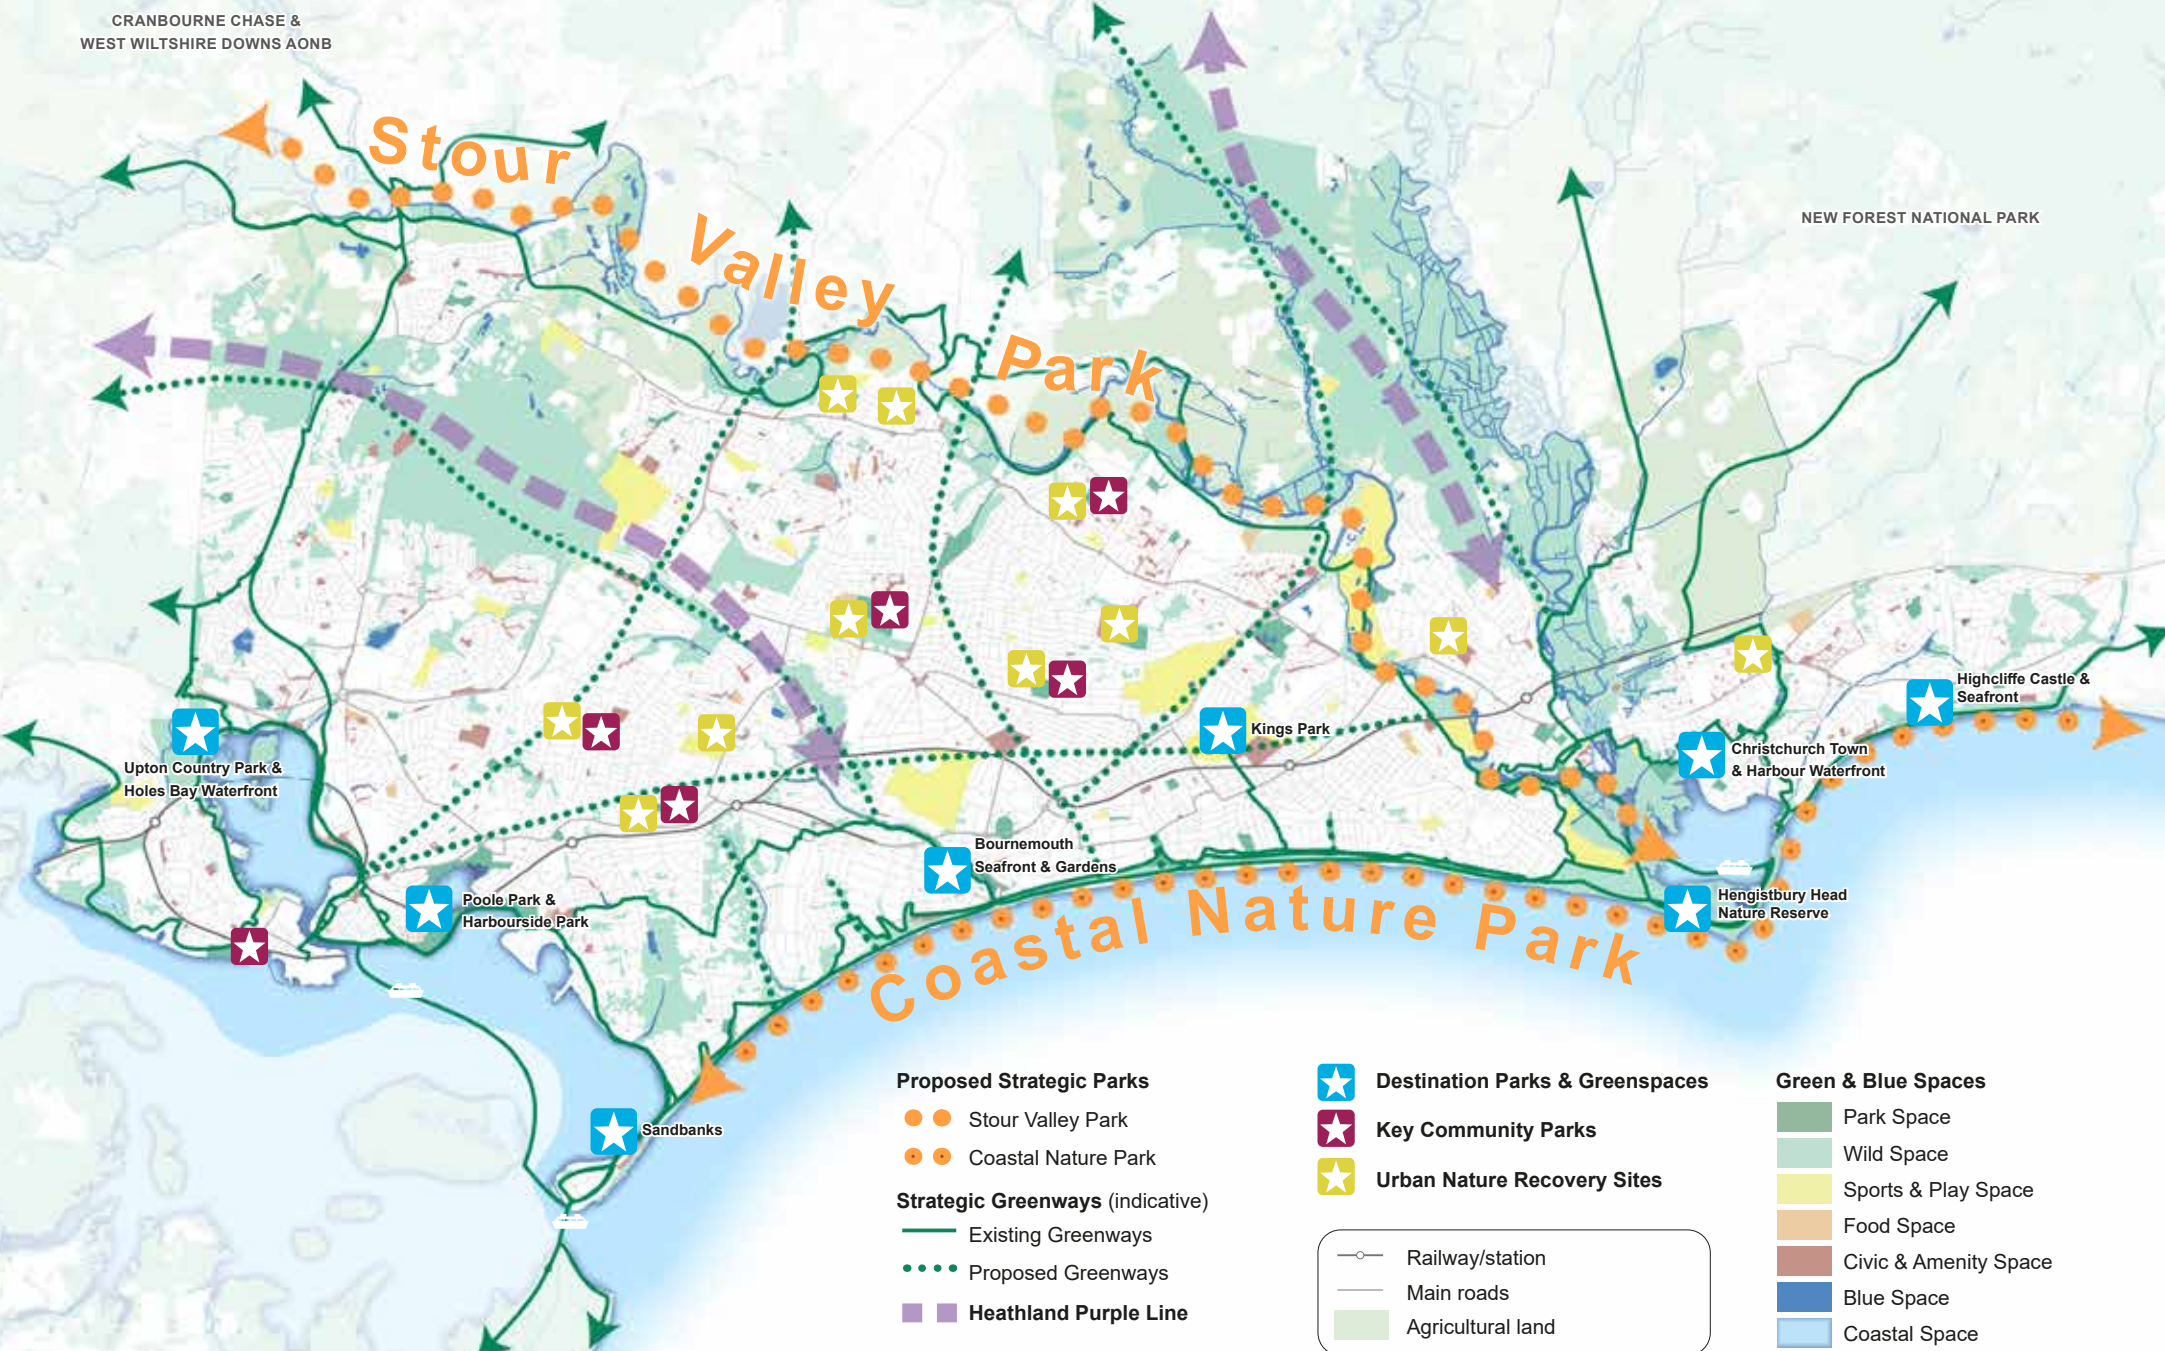 CRANBOURNE CHASE &
WEST WILTSHIRE DOWNS AONB
Stour
Valley
Park
NEW FOREST NATIONAL PARK
Highcliffe Castle &
Seafront
Kings Park
Christchurch Town
& Harbour Waterfront
Upton Country Park &
Holes Bay Waterfront
Bournemouth
Seafront & Gardens
Poole Park &
Harbourside Park
Hengistbury Head
Nature Reserve
Coastal Nature Park
Sandbanks
Proposed Strategic Parks
Stour Valley Park
Coastal Nature Park
Strategic Greenways (indicative)
Existing Greenways
Proposed Greenways
Heathland Purple Line
Destination Parks & Greenspaces
Key Community Parks
Urban Nature Recovery Sites
Railway/station
Main roads
Agricultural land
Green & Blue Spaces
Park Space
Wild Space
Sports & Play Space
Food Space
Civic & Amenity Space
Blue Space
Coastal Space